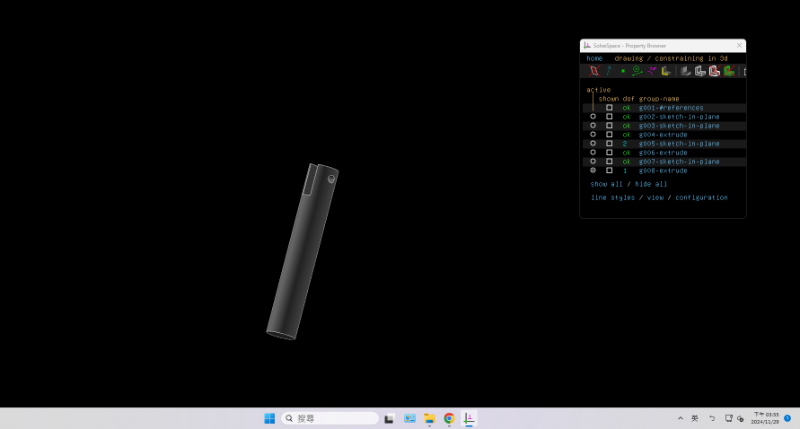 SolveSpace - Property Browser
home drawing / constraining in 3d
active
shown dof group-name
ok g001-#references
ok g002-sketch-in-plane
ok g003-sketch-in-plane
ok g004-extrude
2 g005-sketch-in-plane
ok g006-extrude
ok g007-sketch-in-plane
1 g008-extrude
show all / hide all
line styles / view / configuration
搜尋
英
下午 03:55
2024/11/28